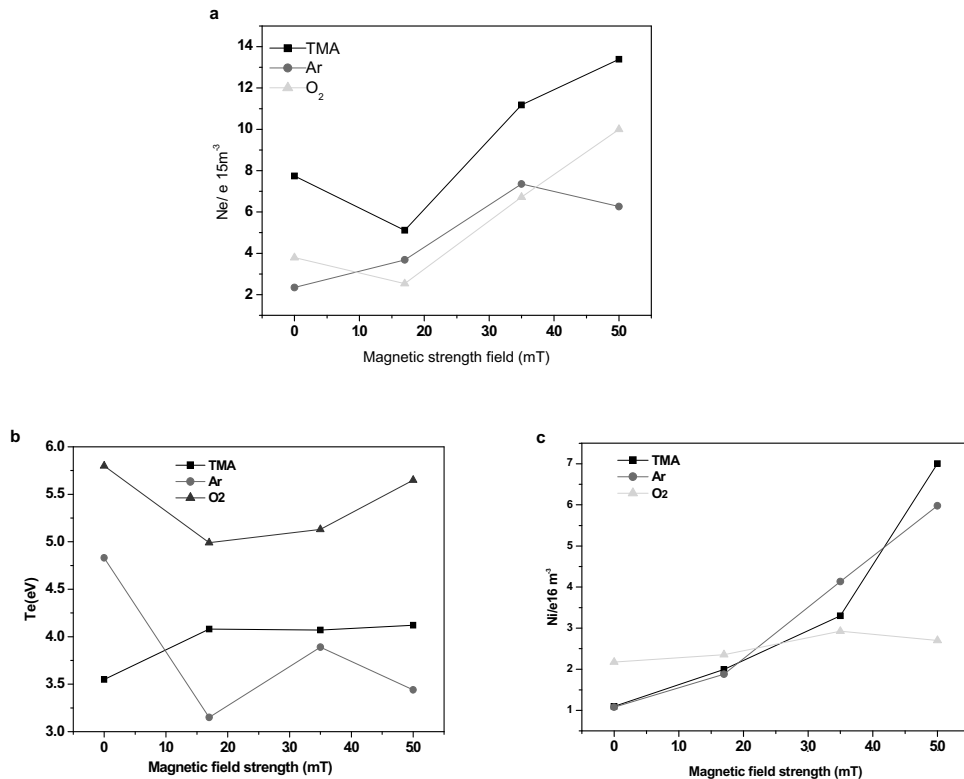 a
14
12
10
8
6
4
2
TMA
Ar
O2
Ne/ e 15m-3
0 10 20 30 40 50
Magnetic strength field (mT)
b
6.0
5.5
5.0
4.5
4.0
3.5
3.0
TMA
Ar
O2
Te(eV)
0 10 20 30 40 50
Magnetic field strength (mT)
c
7
6
5
4
3
2
1
TMA
Ar
O2
Ni/e16 m-3
0 10 20 30 40 50
Magnetic field strength (mT)